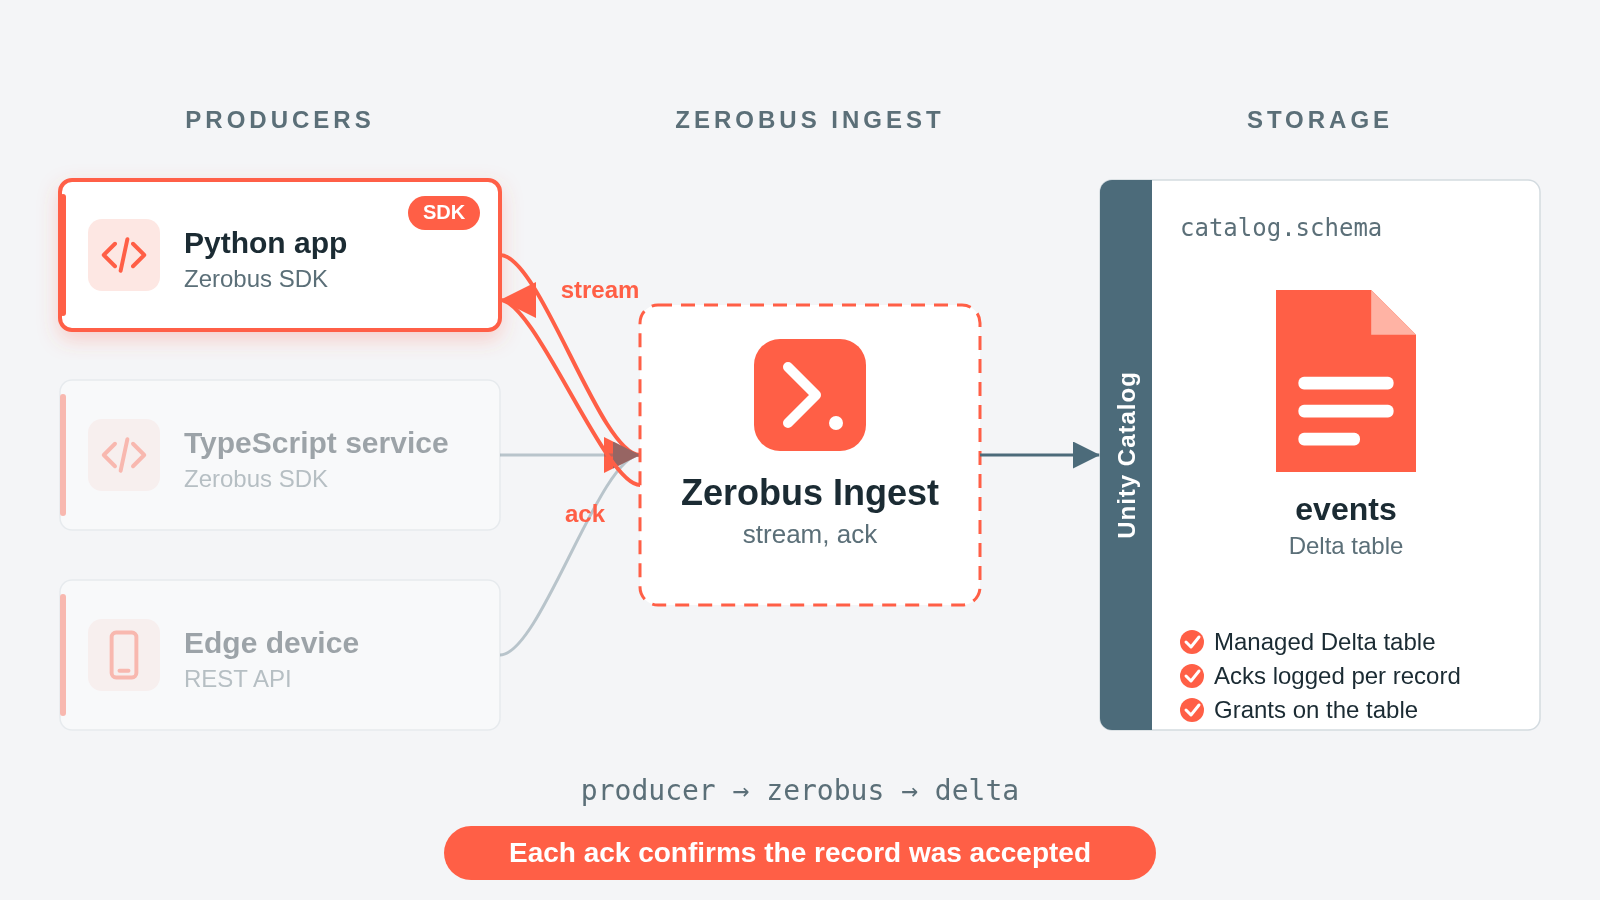 PRODUCERS
ZEROBUS INGEST
STORAGE
SDK
Python app
Zerobus SDK
TypeScript service
Zerobus SDK
Edge device
REST API
stream
ack
Zerobus Ingest
stream, ack
Unity Catalog
catalog.schema
events
Delta table
Managed Delta table
Acks logged per record
Grants on the table
producer → zerobus → delta
Each ack confirms the record was accepted